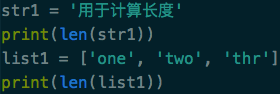 str1 = '用于计算长度'
print(len(str1))
list1 = ['one', 'two', 'thr']
print(len(list1))